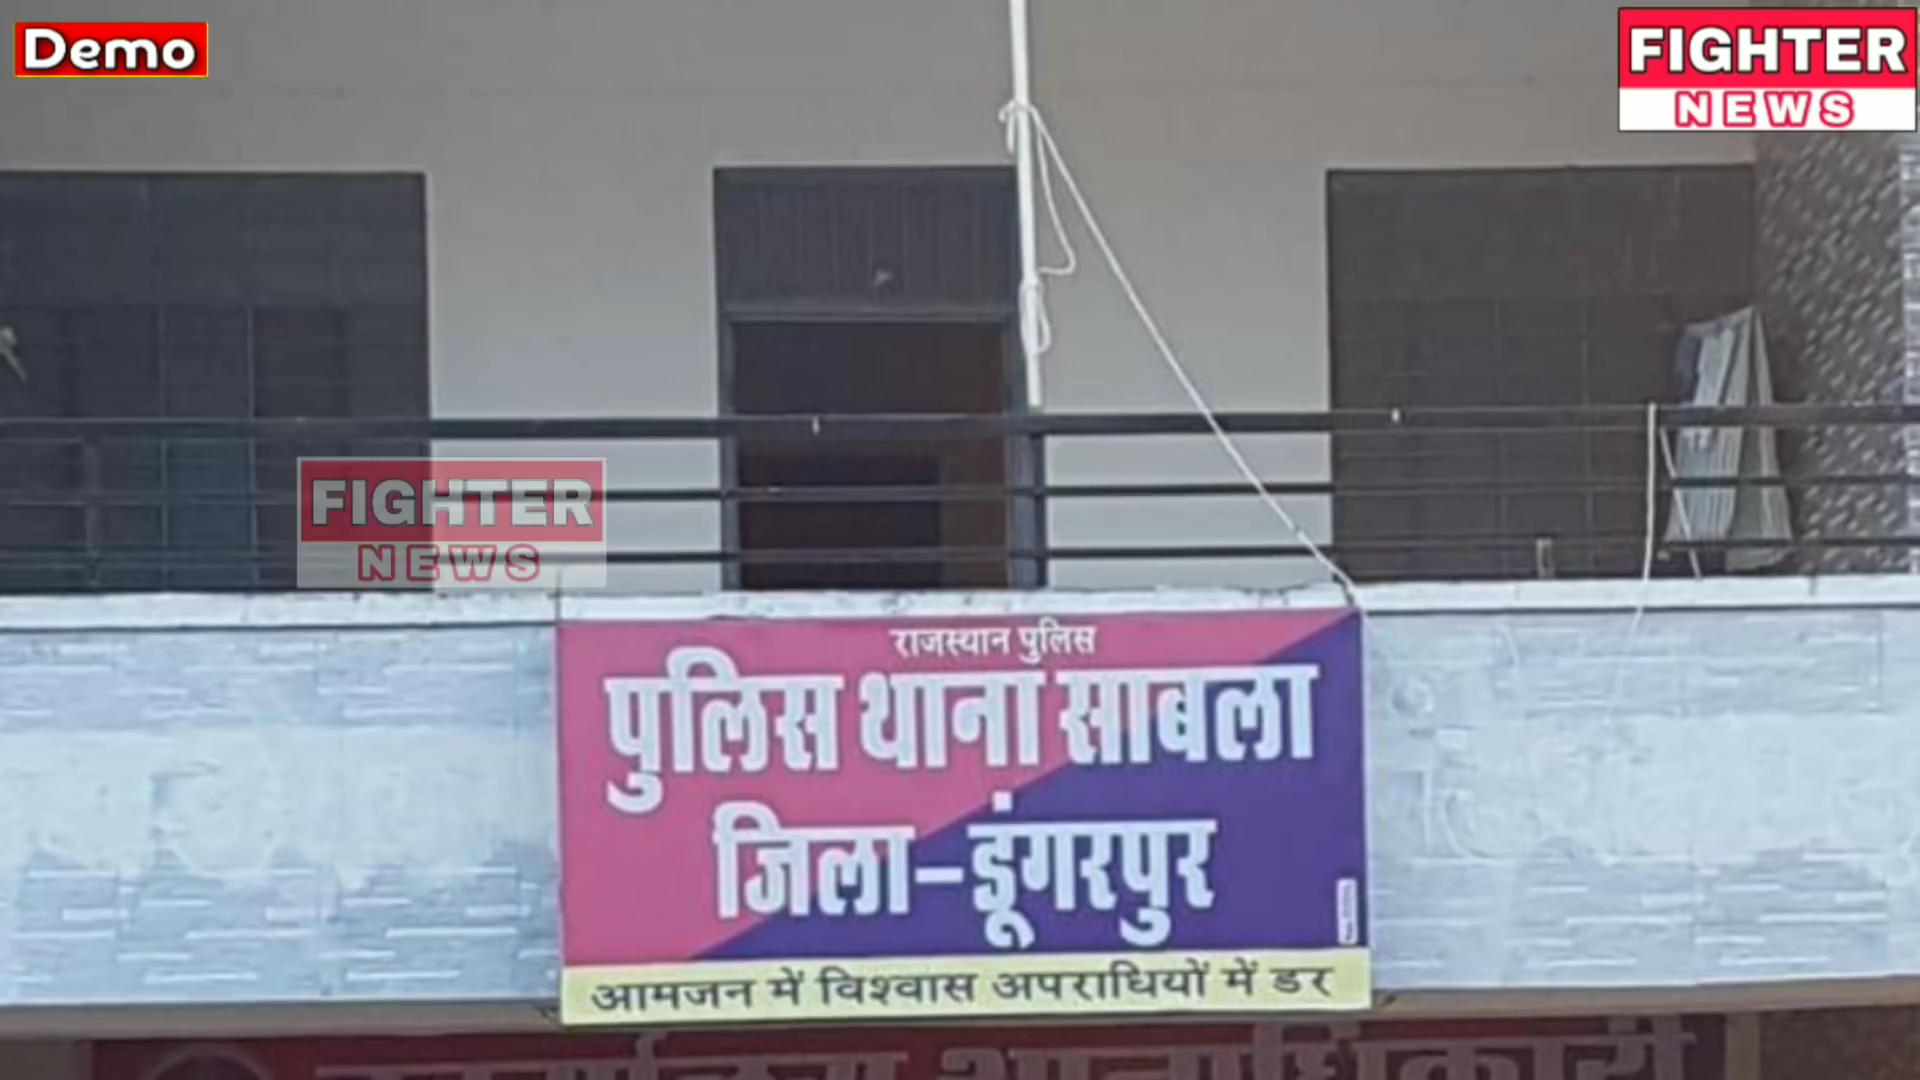 Demo
FIGHTER
NEWS
FIGHTER
NEWS
राजस्थान पुलिस
पुलिस थाना साबला
जिला-डूंगरपुर
आमजन में विश्वास अपराधियों में डर